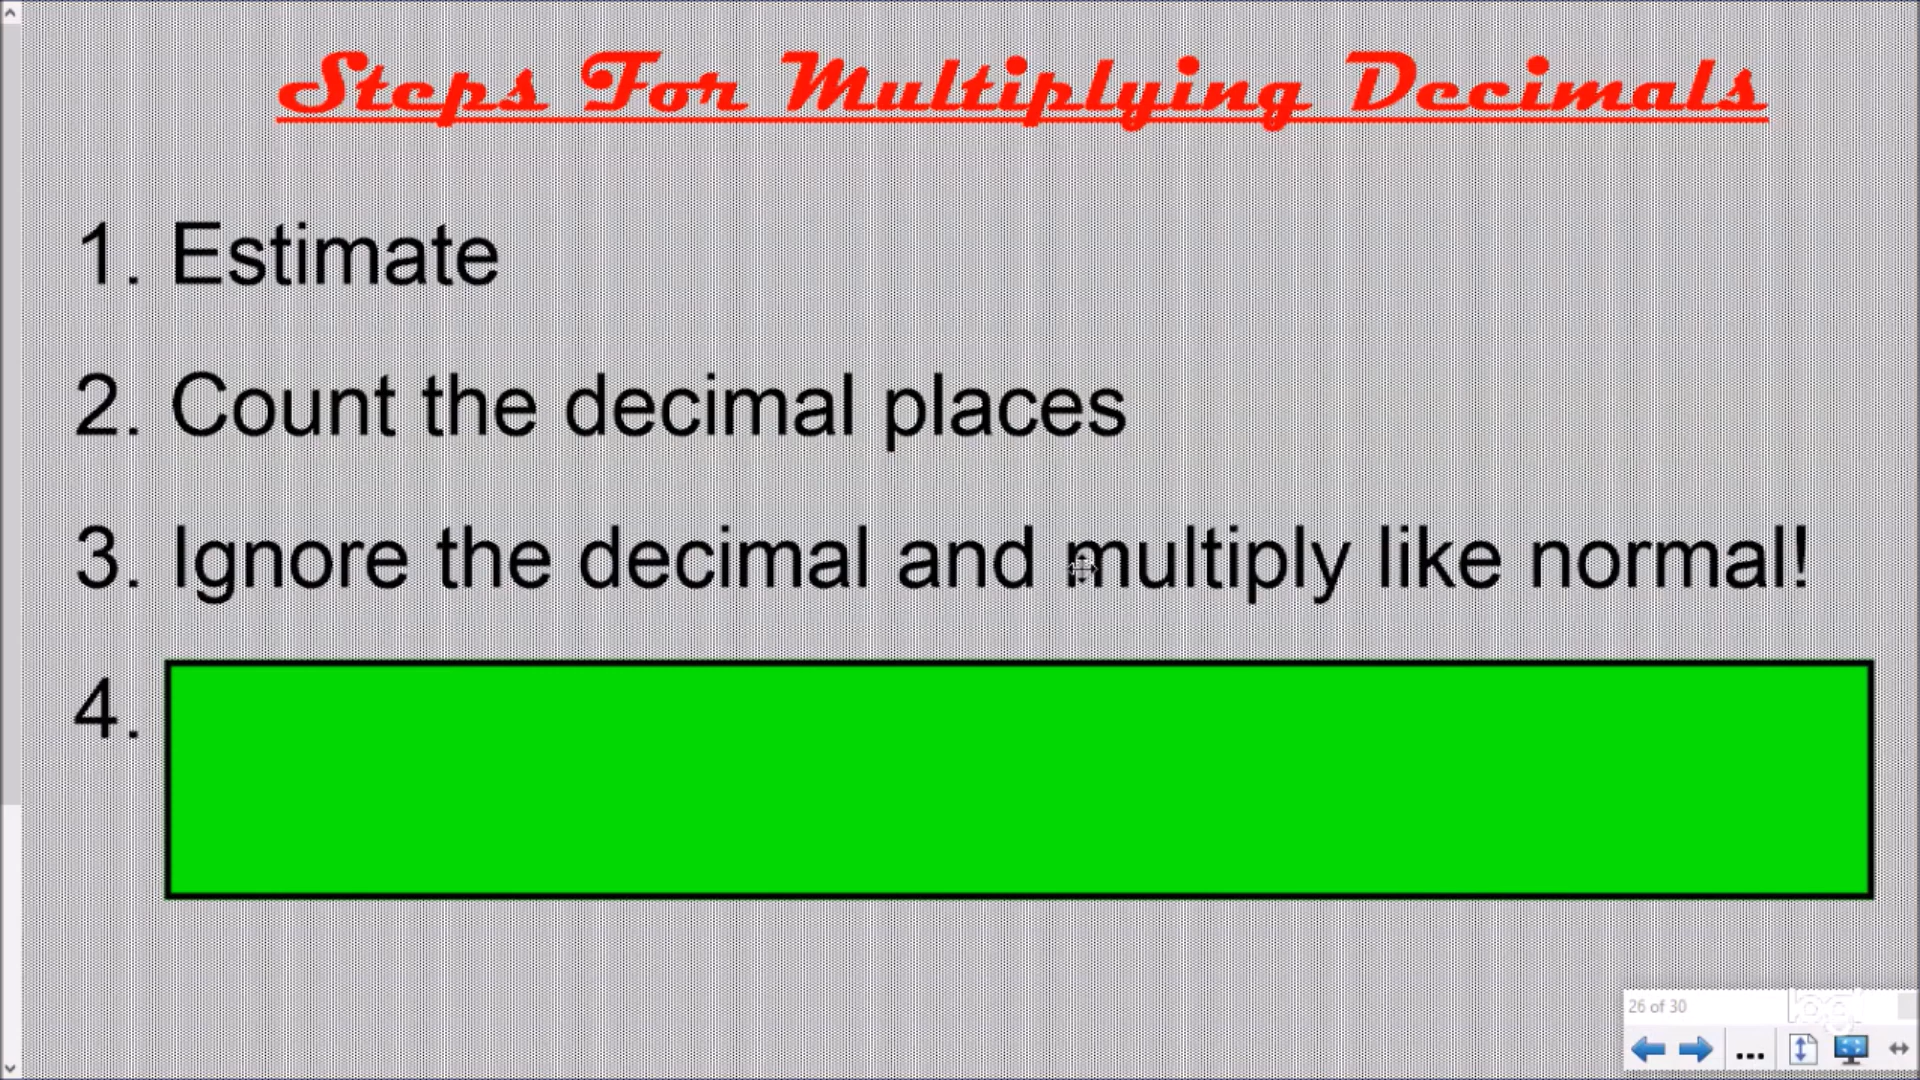 Steps For Multiplying Decimals
1. Estimate
2. Count the decimal places
3. Ignore the decimal and multiply like normal!
4.
26 of 30